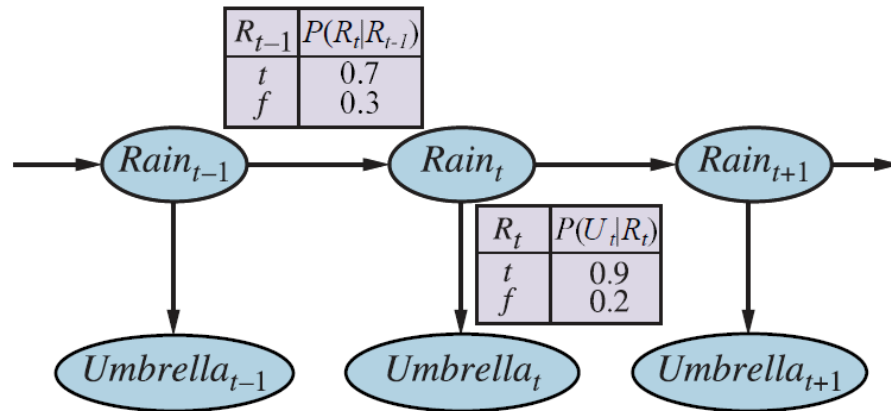 R_{t–1} P(R_t|R_{t-1})
t 0.7
f 0.3
Rain_{t–1} Rain_t Rain_{t+1}
R_t P(U_t|R_t)
t 0.9
f 0.2
Umbrella_{t–1} Umbrella_t Umbrella_{t+1}